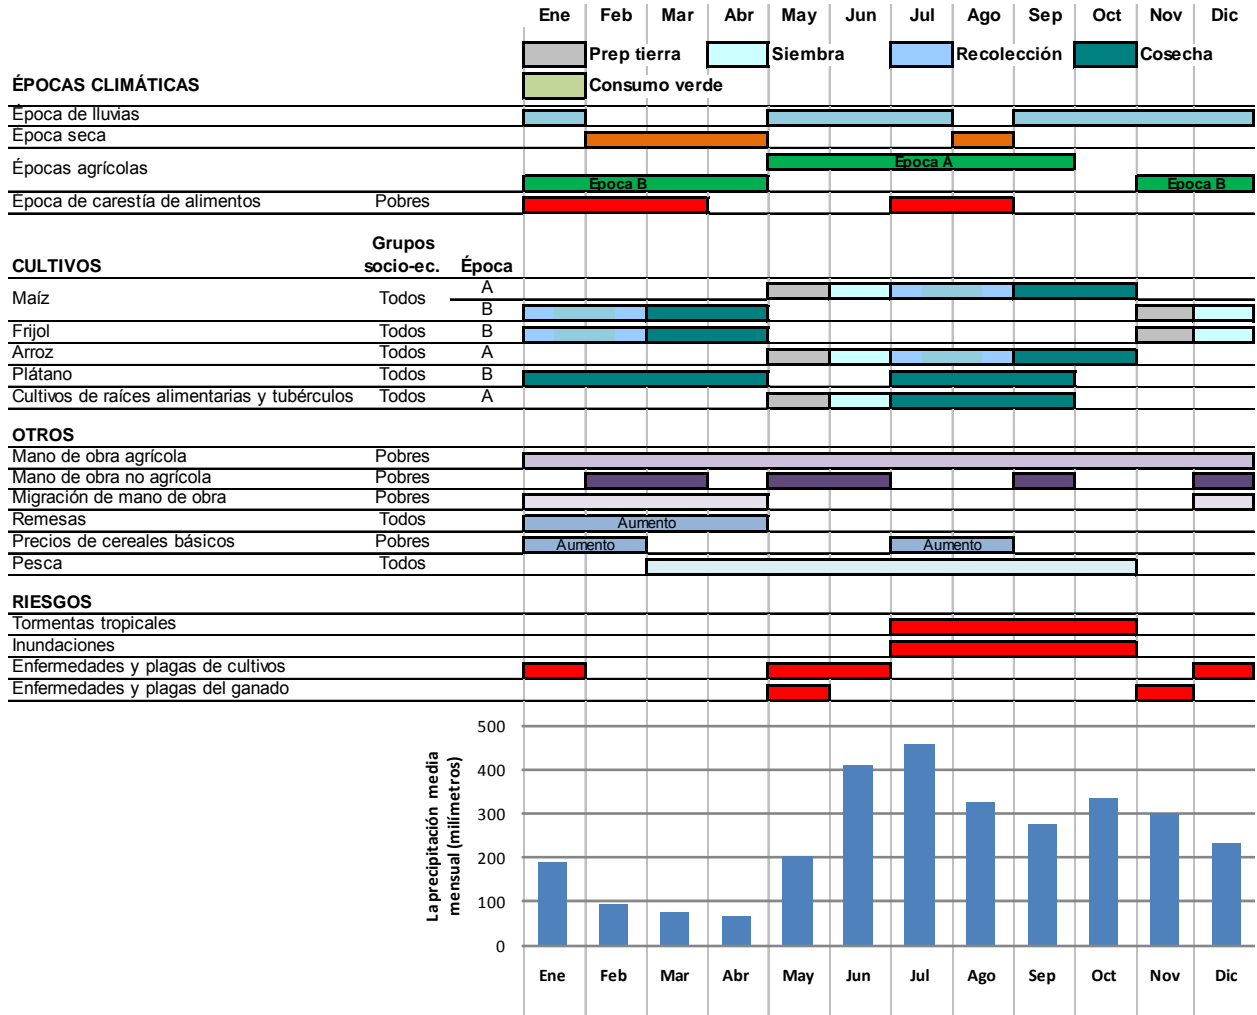 Ene Feb Mar Abr May Jun Jul Ago Sep Oct Nov Dic
Prep tierra Siembra Recolección Cosecha
ÉPOCAS CLIMÁTICAS Consumo verde
Época de lluvias
Época seca
Épocas agrícolas Epoca A
Epoca B Epoca B
Época de carestía de alimentos Pobres
Grupos
CULTIVOS socio-ec. Época
Maíz Todos A
B
Frijol Todos B
Arroz Todos A
Plátano Todos B
Cultivos de raíces alimentarias y tubérculos Todos A
OTROS
Mano de obra agrícola Pobres
Mano de obra no agrícola Pobres
Migración de mano de obra Pobres
Remesas Todos Aumento
Precios de cereales básicos Pobres Aumento Aumento
Pesca Todos
RIESGOS
Tormentas tropicales
Inundaciones
Enfermedades y plagas de cultivos
Enfermedades y plagas del ganado
La precipitación media
mensual (milímetros)
500
400
300
200
100
0
Ene Feb Mar Abr May Jun Jul Ago Sep Oct Nov Dic